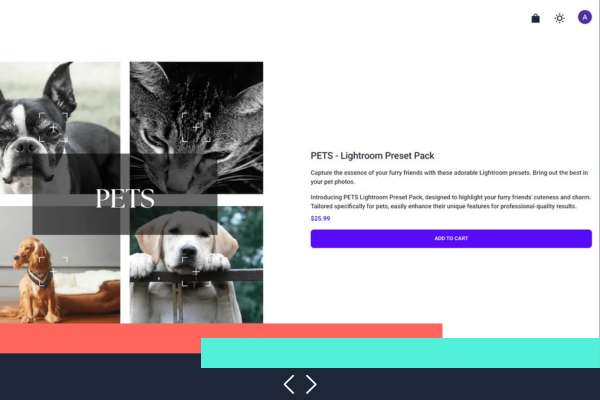 A
PETS
PETS - Lightroom Preset Pack
Capture the essence of your furry friends with these adorable Lightroom presets. Bring out the best in
your pet photos.
Introducing PETS Lightroom Preset Pack, designed to highlight your furry friends' cuteness and charm.
Tailored specifically for pets, easily enhance their unique features for professional-quality results.
$25.99
ADD TO CART